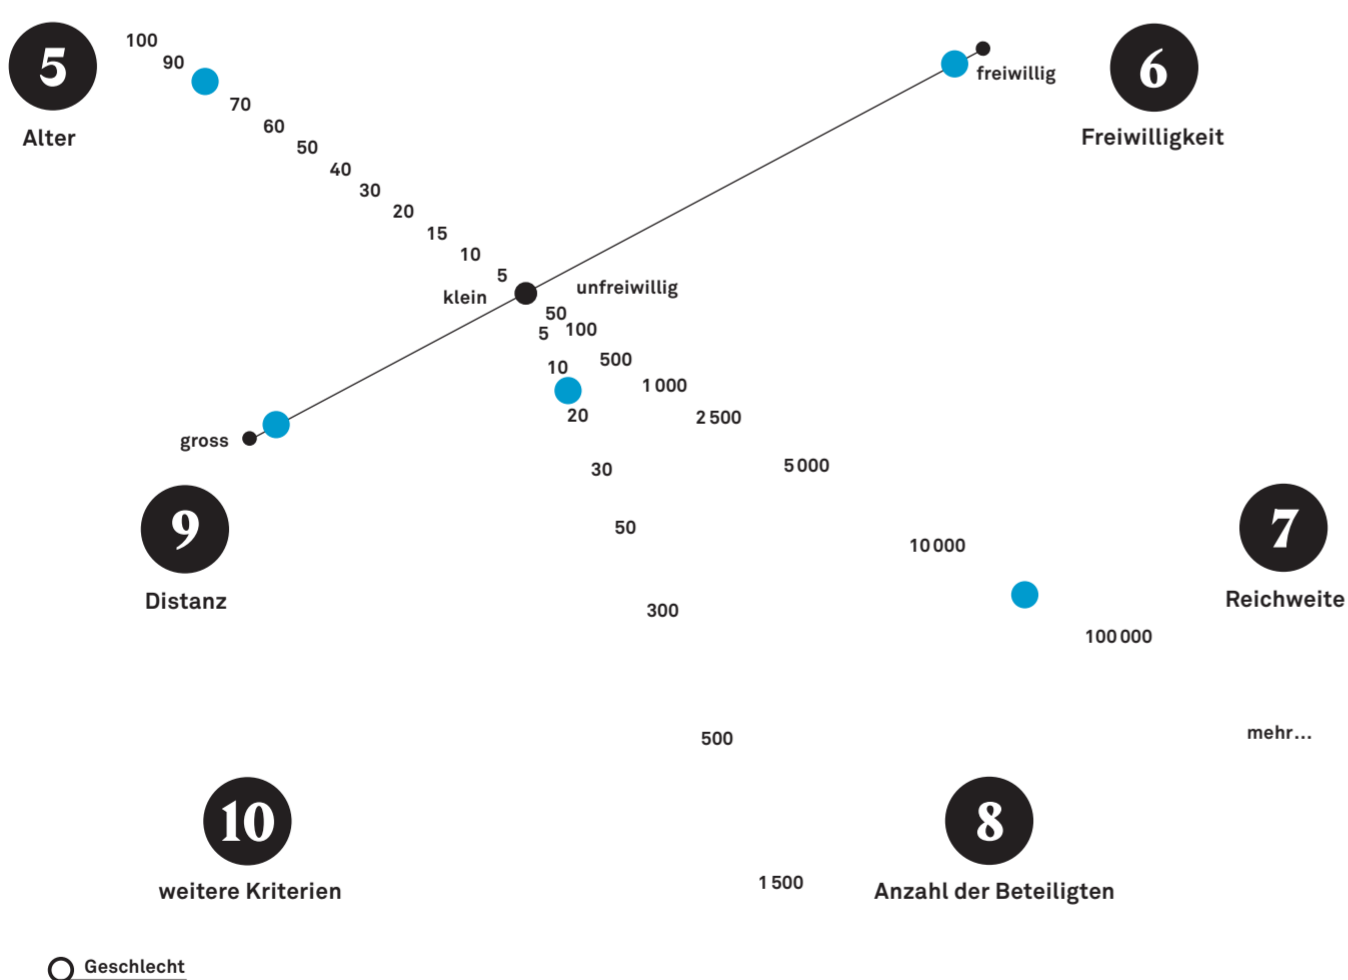 5
Alter
100
90
70
60
50
40
30
20
15
10
5
6
Freiwilligkeit
freiwillig
unfreiwillig
klein
gross
50
100
500
1 000
2 500
5 000
10 000
100 000
mehr...
7
Reichweite
5
10
20
30
50
300
500
1 500
8
Anzahl der Beteiligten
9
Distanz
10
weitere Kriterien
Geschlecht